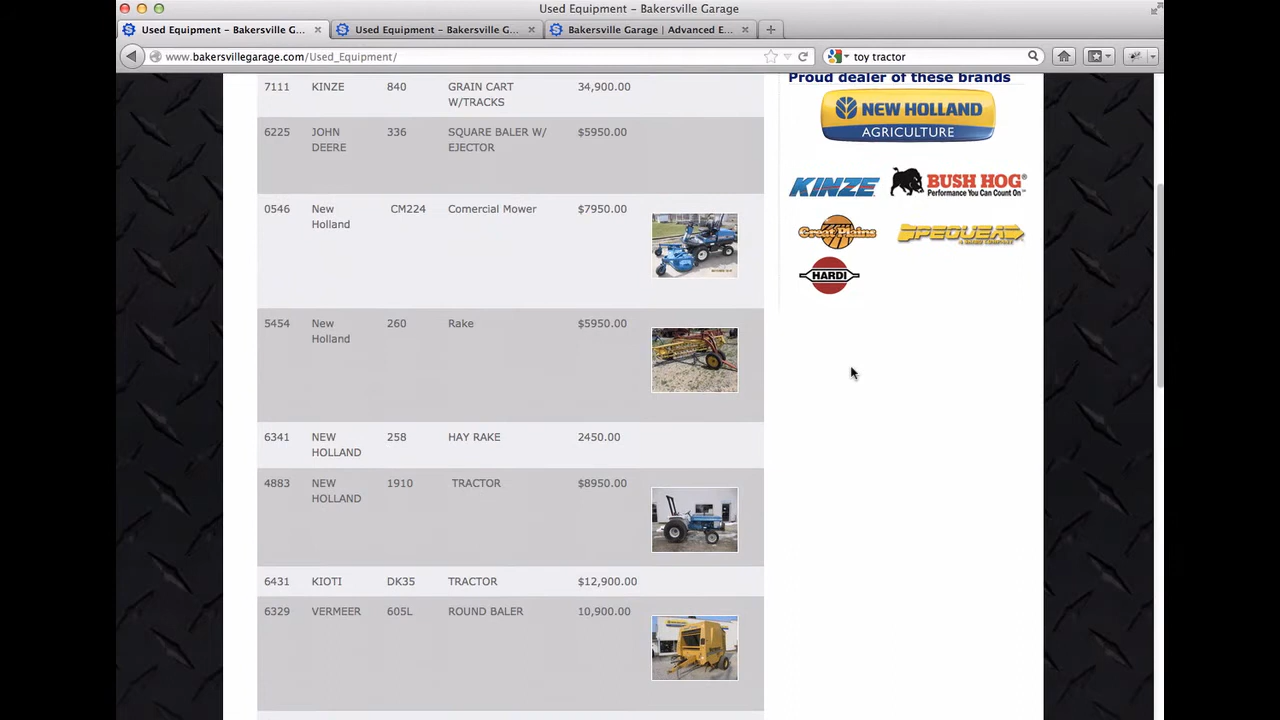 Used Equipment – Bakersville Garage
Used Equipment – Bakersville G...
Used Equipment – Bakersville G...
Bakersville Garage | Advanced E...
www.bakersvillegarage.com/Used_Equipment/
toy tractor
7111 KINZE 840 GRAIN CART 34,900.00
W/TRACKS
6225 JOHN 336 SQUARE BALER W/ $5950.00
DEERE EJECTOR
0546 New CM224 Comercial Mower $7950.00
Holland
5454 New 260 Rake $5950.00
Holland
6341 NEW 258 HAY RAKE 2450.00
HOLLAND
4883 NEW 1910 TRACTOR $8950.00
HOLLAND
6431 KIOTI DK35 TRACTOR $12,900.00
6329 VERMEER 605L ROUND BALER 10,900.00
Proud dealer of these brands
NEW HOLLAND
AGRICULTURE
KINZE
BUSH HOG®
Performance You Can Count On™
Great Plains
PEQUEA
HARDI